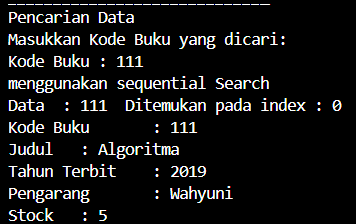 ___________________________
Pencarian Data
Masukkan Kode Buku yang dicari:
Kode Buku : 111
menggunakan sequential Search
Data  : 111  Ditemukan pada index : 0
Kode Buku       : 111
Judul   : Algoritma
Tahun Terbit    : 2019
Pengarang       : Wahyuni
Stock   : 5